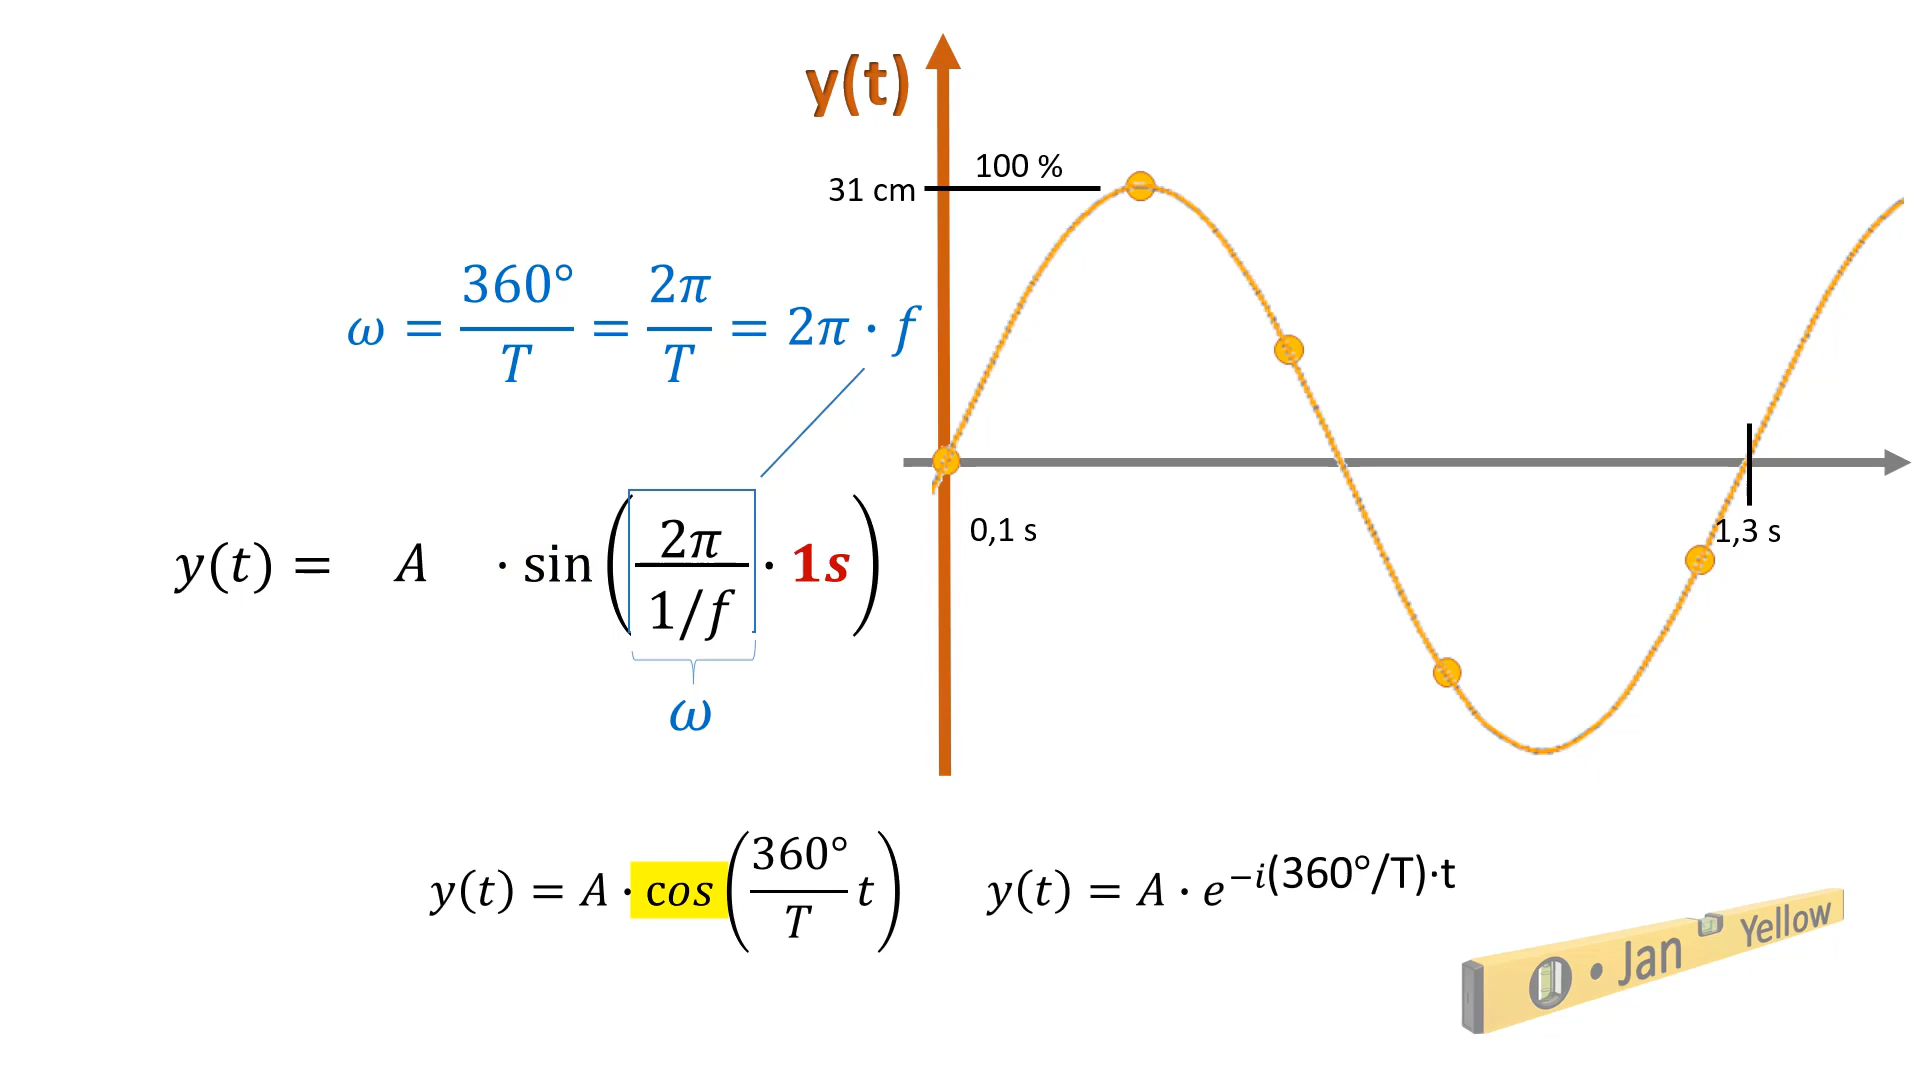 y(t)
100 %
31 cm
ω = 360°/T = 2π/T = 2π · f
0,1 s
1,3 s
y(t) = A · sin(2π/1/f · 1s)
ω
y(t) = A · cos(360°/T t)
y(t) = A · e^−i(360°/T)·t
• Jan Yellow